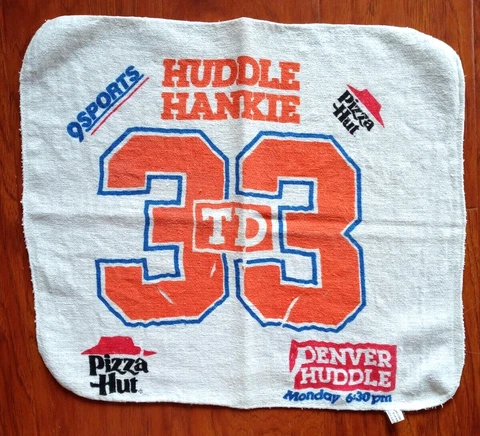 9SPORTS
HUDDLE
HANKIE
Pizza
Hut
33
TD
Pizza
Hut
DENVER
HUDDLE
Monday 6:30 pm